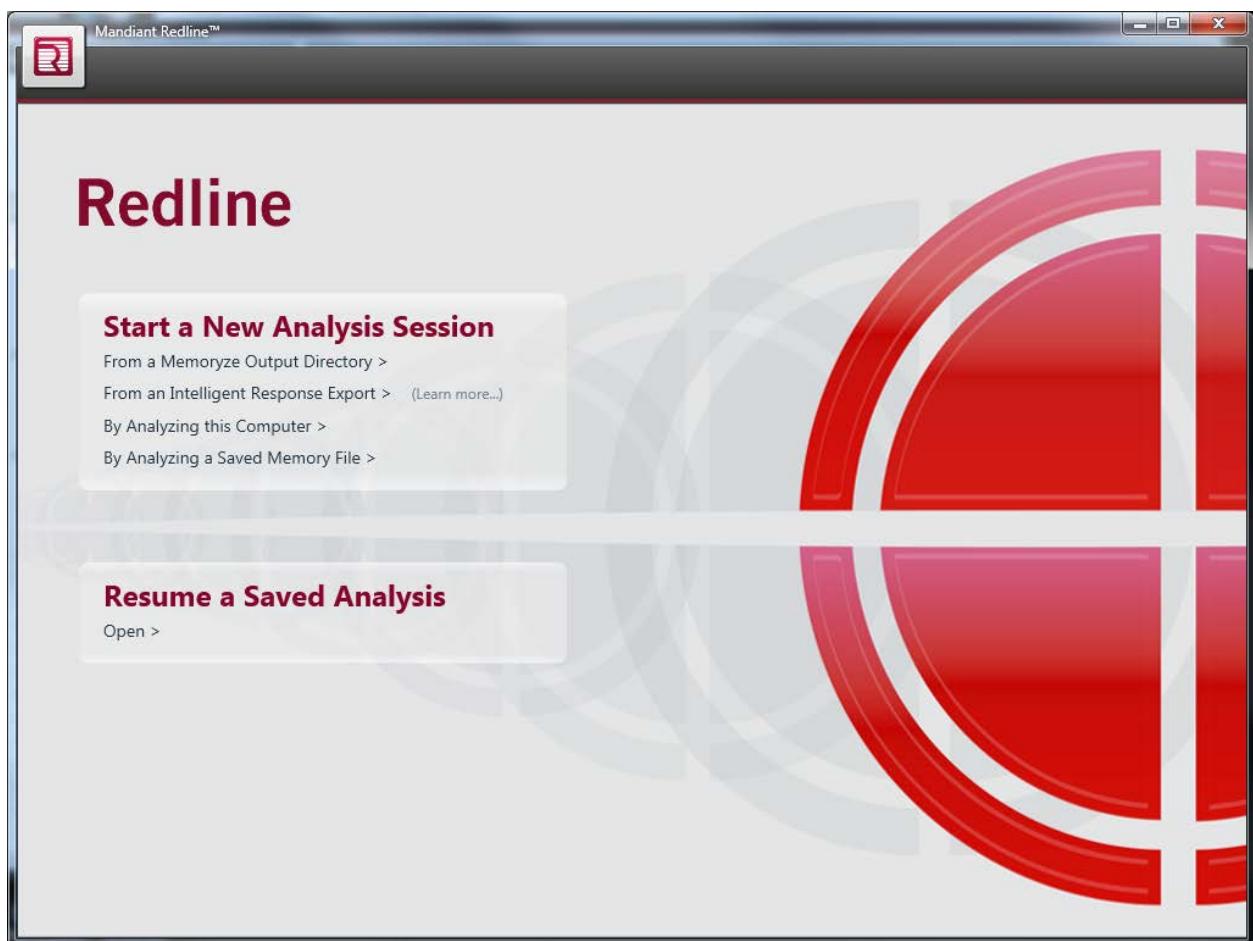 Mandiant Redline™
Redline
Start a New Analysis Session
From a Memoryze Output Directory >
From an Intelligent Response Export > (Learn more...)
By Analyzing this Computer >
By Analyzing a Saved Memory File >
Resume a Saved Analysis
Open >